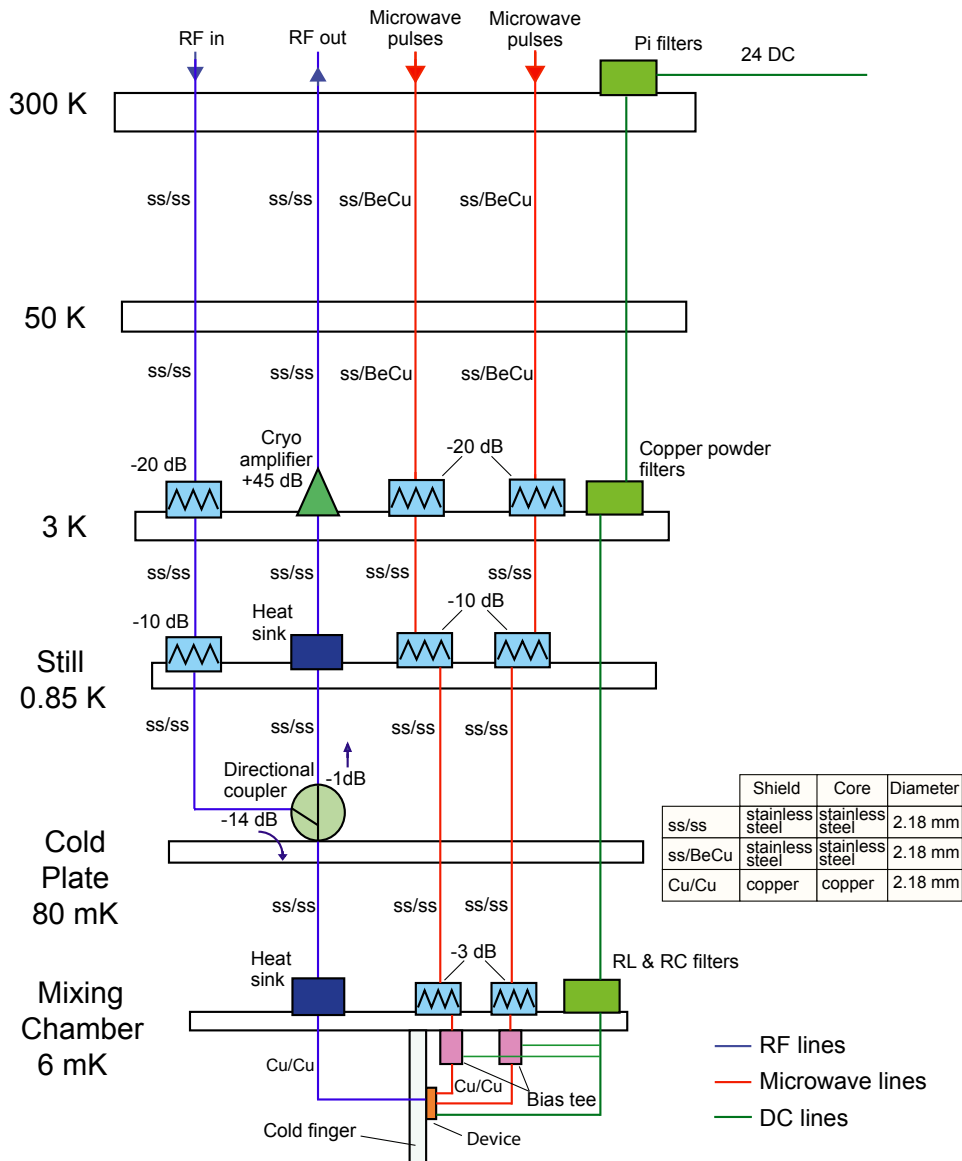 RF in
RF out
Microwave
pulses
Microwave
pulses
Pi filters
24 DC
300 K
ss/ss
ss/ss
ss/BeCu
ss/BeCu
50 K
ss/ss
ss/ss
ss/BeCu
ss/BeCu
-20 dB
Cryo
amplifier
+45 dB
-20 dB
Copper powder
filters
3 K
ss/ss
ss/ss
ss/ss
ss/ss
-10 dB
Heat
sink
-10 dB
Still
0.85 K
ss/ss
ss/ss
ss/ss
ss/ss
Directional
coupler
-1dB
-14 dB
Shield Core Diameter
ss/ss stainless steel stainless steel 2.18 mm
ss/BeCu stainless steel stainless steel 2.18 mm
Cu/Cu copper copper 2.18 mm
Cold
Plate
80 mK
ss/ss
ss/ss
ss/ss
Heat
sink
-3 dB
RL & RC filters
Mixing
Chamber
6 mK
Cu/Cu
Cu/Cu
Bias tee
Cold finger
Device
RF lines
Microwave lines
DC lines